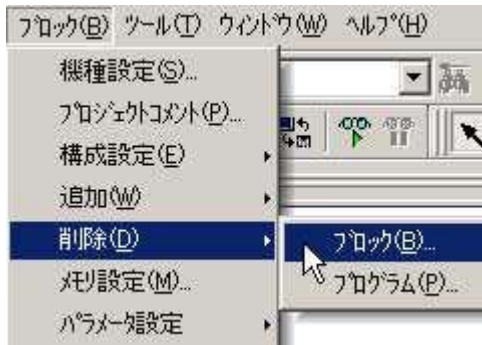 ブロック(B) ツール(T) ウィンドウ(W) ヘルプ(H)
機種設定(S)...
プロジェクトコメント(P)...
構成設定(E)
追加(W)
削除(D)
ブロック(B)...
プログラム(P)...
メモリ設定(M)...
パラメータ設定